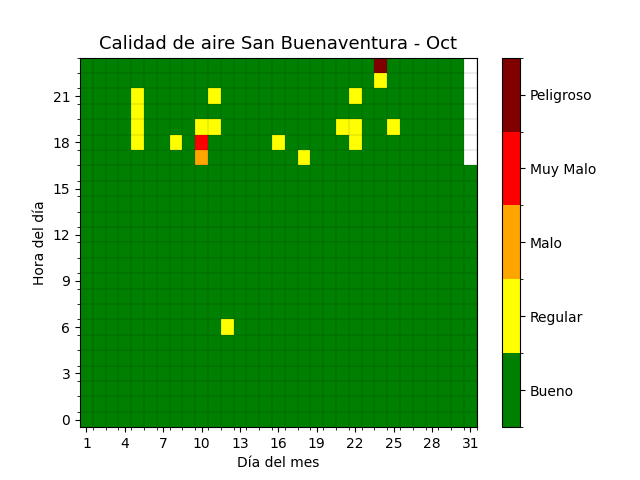 Calidad de aire San Buenaventura - Oct
Hora del día
21
18
15
12
9
6
3
0
1 4 7 10 13 16 19 22 25 28 31
Día del mes
Peligroso
Muy Malo
Malo
Regular
Bueno